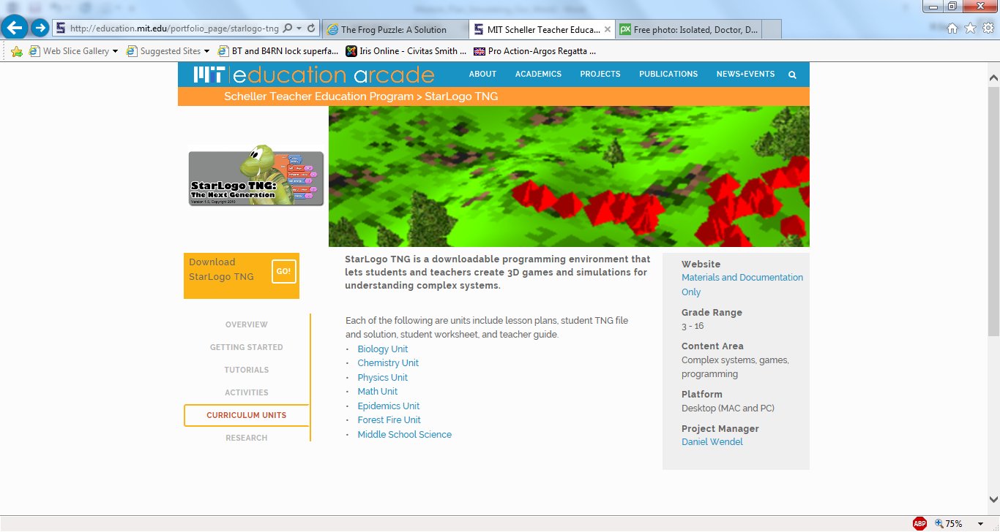 http://education.mit.edu/portfolio_page/starlogo-tng
The Frog Puzzle: A Solution
MIT Scheller Teacher Educa...
Free photo: Isolated, Doctor, D...
Web Slice Gallery
Suggested Sites
BT and B4RN lock superfa...
Iris Online - Civitas Smith ...
Pro Action-Argos Regatta ...
MIT education arcade
ABOUT
ACADEMICS
PROJECTS
PUBLICATIONS
NEWS+EVENTS
Scheller Teacher Education Program > StarLogo TNG
StarLogo TNG:
The Next Generation
Download
StarLogo TNG
GO!
OVERVIEW
GETTING STARTED
TUTORIALS
ACTIVITIES
CURRICULUM UNITS
RESEARCH
StarLogo TNG is a downloadable programming environment that
lets students and teachers create 3D games and simulations for
understanding complex systems.
Each of the following are units include lesson plans, student TNG file
and solution, student worksheet, and teacher guide.
• Biology Unit
• Chemistry Unit
• Physics Unit
• Math Unit
• Epidemics Unit
• Forest Fire Unit
• Middle School Science
Website
Materials and Documentation
Only
Grade Range
3 - 16
Content Area
Complex systems, games,
programming
Platform
Desktop (MAC and PC)
Project Manager
Daniel Wendel
ABP
75%